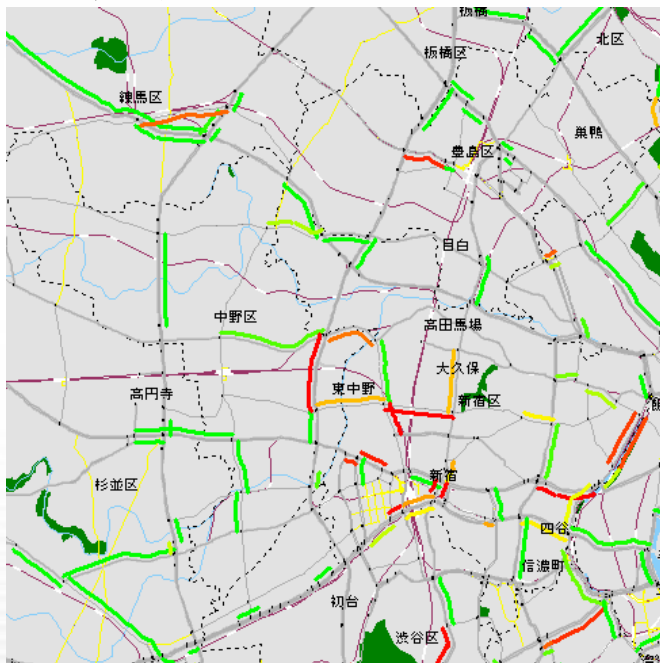 板橋
北区
板橋区
練馬区
巣鴨
豊島区
目白
中野区
高田馬場
大久保
東中野
高円寺
新宿区
飯
新宿
杉並区
四谷
信濃町
初台
渋谷区